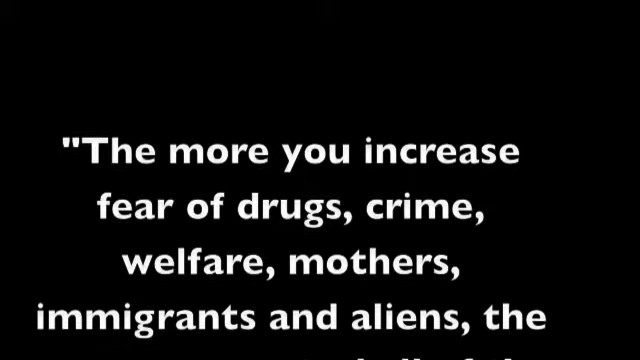 "The more you increase
fear of drugs, crime,
welfare, mothers,
immigrants and aliens, the